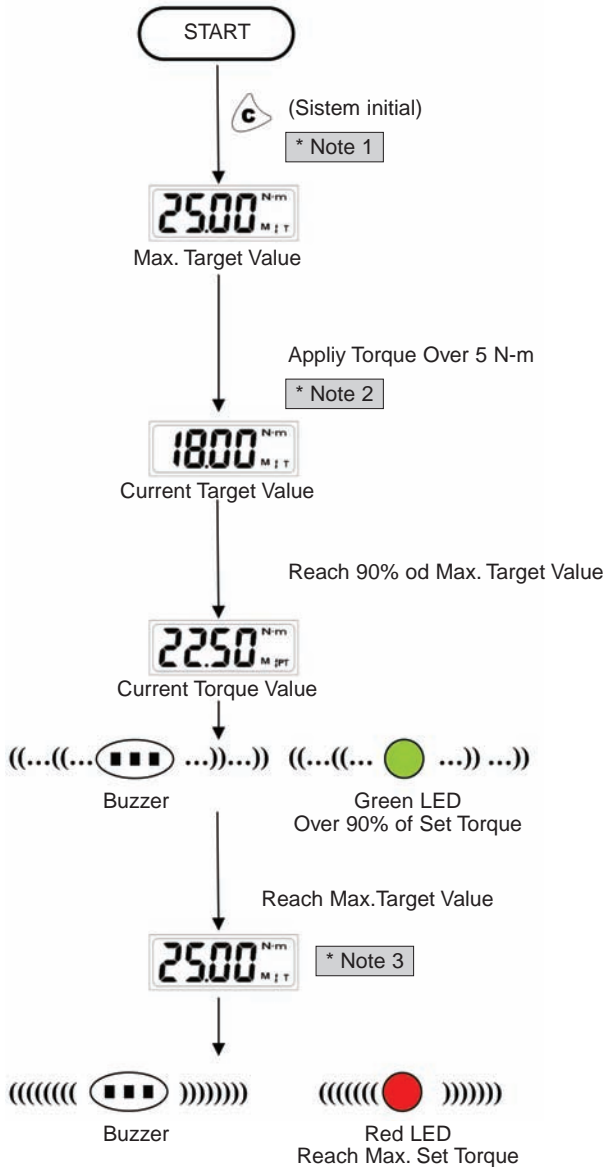 START
C (Sistem initial)
* Note 1
25.00 N·m
M T
Max. Target Value
Appliy Torque Over 5 N-m
* Note 2
18.00 N·m
M T
Current Target Value
Reach 90% od Max. Target Value
22.50 N·m
M PT
Current Torque Value
((...((... ...))...)) ((...((... ...)) ...))
Buzzer Green LED
Over 90% of Set Torque
Reach Max.Target Value
25.00 N·m * Note 3
M T
(((((((( )))))))) ((((((( )))))))
Buzzer Red LED
Reach Max. Set Torque